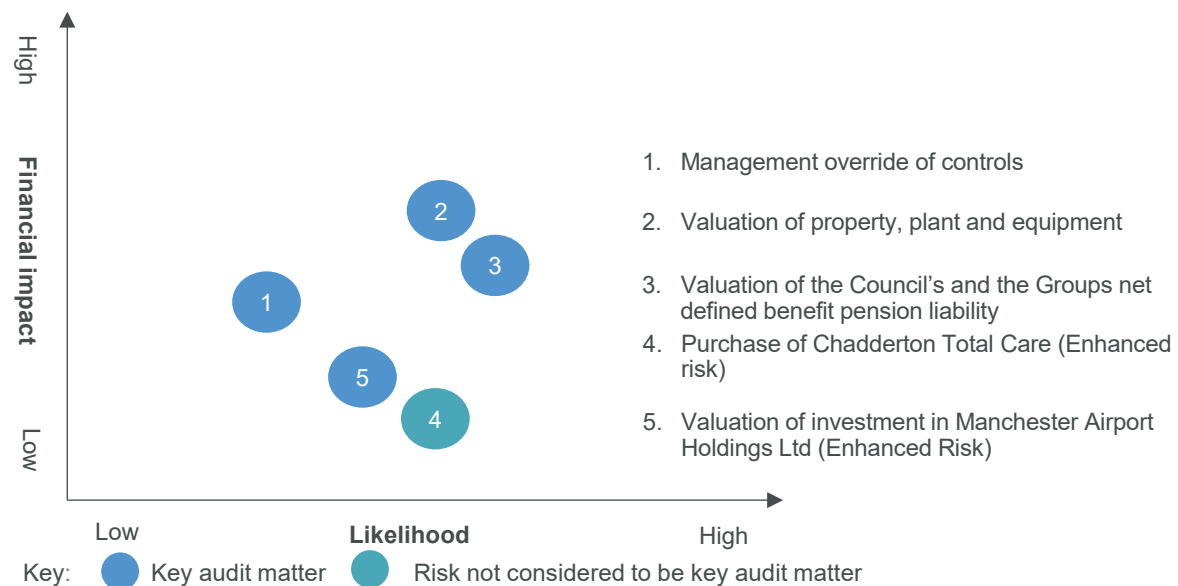 High
Financial impact
Low
2
3
1
5
4
1. Management override of controls
2. Valuation of property, plant and equipment
3. Valuation of the Council's and the Groups net
defined benefit pension liability
4. Purchase of Chadderton Total Care (Enhanced
risk)
5. Valuation of investment in Manchester Airport
Holdings Ltd (Enhanced Risk)
Low Likelihood High
Key: Key audit matter Risk not considered to be key audit matter